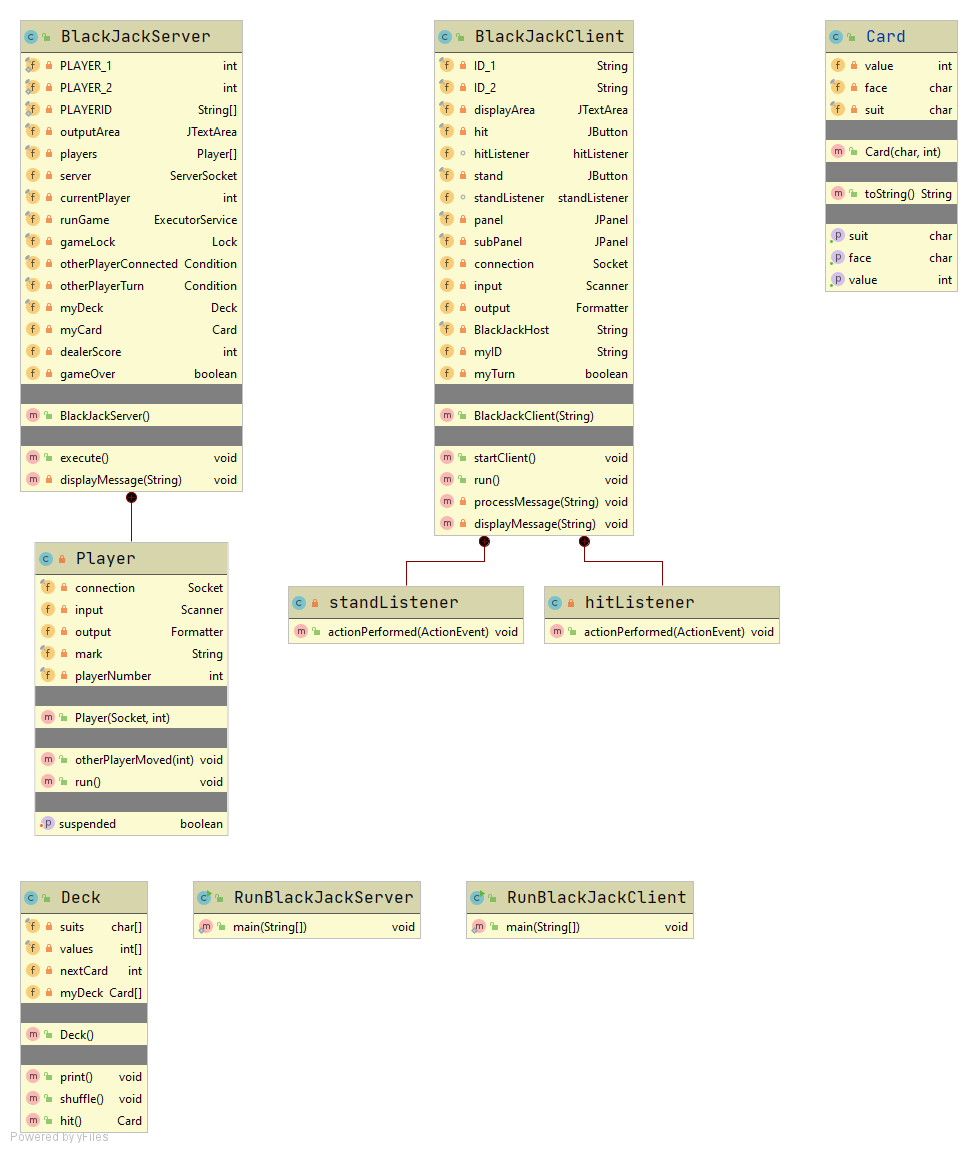 BlackJackServer
PLAYER_1 int
PLAYER_2 int
PLAYERID String[]
outputArea JTextArea
players Player[]
server ServerSocket
currentPlayer int
runGame ExecutorService
gameLock Lock
otherPlayerConnected Condition
otherPlayerTurn Condition
myDeck Deck
myCard Card
dealerScore int
gameOver boolean
BlackJackServer()
execute() void
displayMessage(String) void
BlackJackClient
ID_1 String
ID_2 String
displayArea JTextArea
hit JButton
hitListener hitListener
stand JButton
standListener standListener
panel JPanel
subPanel JPanel
connection Socket
input Scanner
output Formatter
BlackJackHost String
myID String
myTurn boolean
BlackJackClient(String)
startClient() void
run() void
processMessage(String) void
displayMessage(String) void
Card
value int
face char
suit char
Card(char, int)
toString() String
suit char
face char
value int
Player
connection Socket
input Scanner
output Formatter
mark String
playerNumber int
Player(Socket, int)
otherPlayerMoved(int) void
run() void
suspended boolean
standListener
actionPerformed(ActionEvent) void
hitListener
actionPerformed(ActionEvent) void
Deck
suits char[]
values int[]
nextCard int
myDeck Card[]
Deck()
print() void
shuffle() void
hit() Card
RunBlackJackServer
main(String[]) void
RunBlackJackClient
main(String[]) void
Powered by yFiles